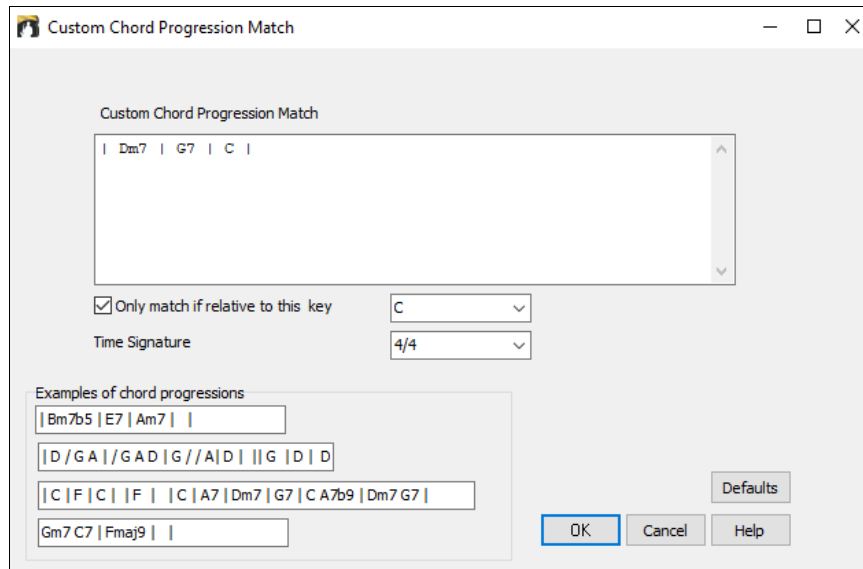 Custom Chord Progression Match
Custom Chord Progression Match
| Dm7 | G7 | C |
Only match if relative to this key C
Time Signature 4/4
Examples of chord progressions
| Bm7b5 | E7 | Am7 | |
| D / G A | / G A D | G / / A| D | || G | D | D
| C | F | C | | F | | C | A7 | Dm7 | G7 | C A7b9 | Dm7 G7 |
Gm7 C7 | Fmaj9 | |
Defaults
OK Cancel Help